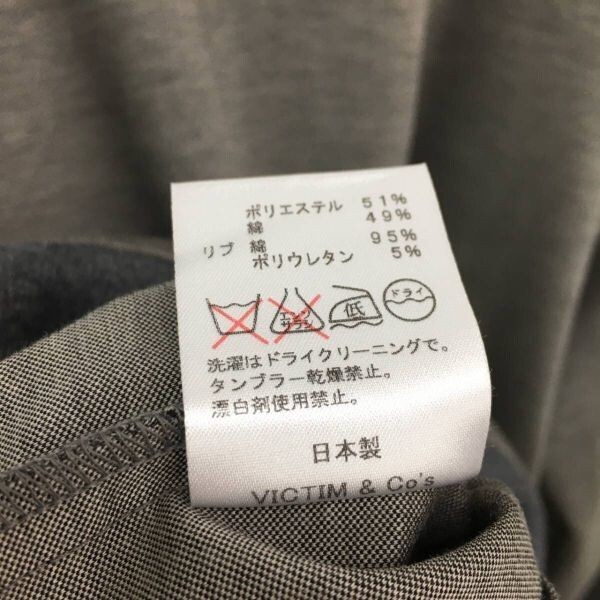 ポリエステル 51%
綿 49%
リブ 綿 95%
ポリウレタン 5%
エンソ サラシ 低 ドライ
洗濯はドライクリーニングで。
タンブラー乾燥禁止。
漂白剤使用禁止。
日本製
VICTIM & Co's